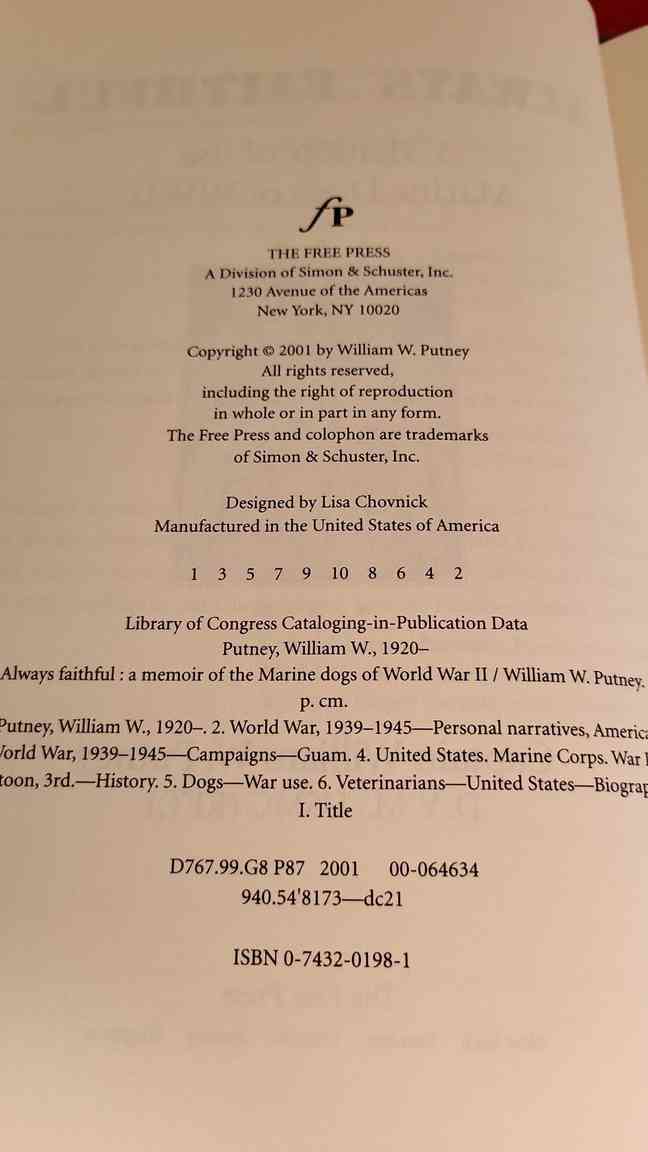 fP
THE FREE PRESS
A Division of Simon & Schuster, Inc.
1230 Avenue of the Americas
New York, NY 10020
Copyright © 2001 by William W. Putney
All rights reserved,
including the right of reproduction
in whole or in part in any form.
The Free Press and colophon are trademarks
of Simon & Schuster, Inc.
Designed by Lisa Chovnick
Manufactured in the United States of America
1 3 5 7 9 10 8 6 4 2
Library of Congress Cataloging-in-Publication Data
Putney, William W., 1920–
Always faithful : a memoir of the Marine dogs of World War II / William W. Putney.
p. cm.
Putney, William W., 1920–. 2. World War, 1939–1945—Personal narratives, America
World War, 1939–1945—Campaigns—Guam. 4. United States. Marine Corps. War
toon, 3rd.—History. 5. Dogs—War use. 6. Veterinarians—United States—Biograp
I. Title
D767.99.G8 P87 2001 00-064634
940.54'8173—dc21
ISBN 0-7432-0198-1